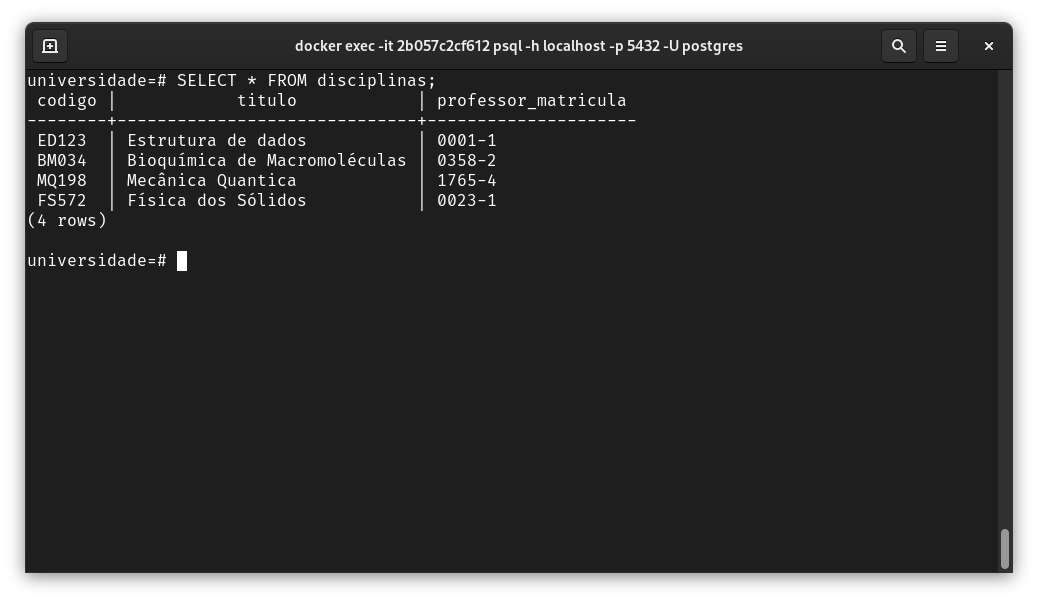 docker exec -it 2b057c2cf612 psql -h localhost -p 5432 -U postgres
universidade=# SELECT * FROM disciplinas;
 codigo |            titulo            | professor_matricula
--------+------------------------------+---------------------
 ED123  | Estrutura de dados           | 0001-1
 BM034  | Bioquímica de Macromoléculas | 0358-2
 MQ198  | Mecânica Quantica            | 1765-4
 FS572  | Física dos Sólidos           | 0023-1
(4 rows)
universidade=#